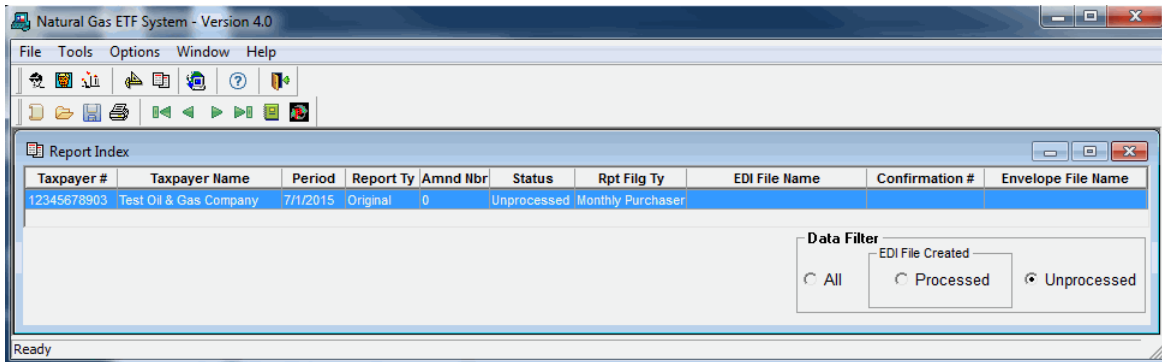 Natural Gas ETF System - Version 4.0
File Tools Options Window Help
Report Index
Taxpayer # Taxpayer Name Period Report Ty Amnd Nbr Status Rpt Filg Ty EDI File Name Confirmation # Envelope File Name
12345678903 Test Oil & Gas Company 7/1/2015 Original 0 Unprocessed Monthly Purchaser
Data Filter
EDI File Created
All Processed Unprocessed
Ready